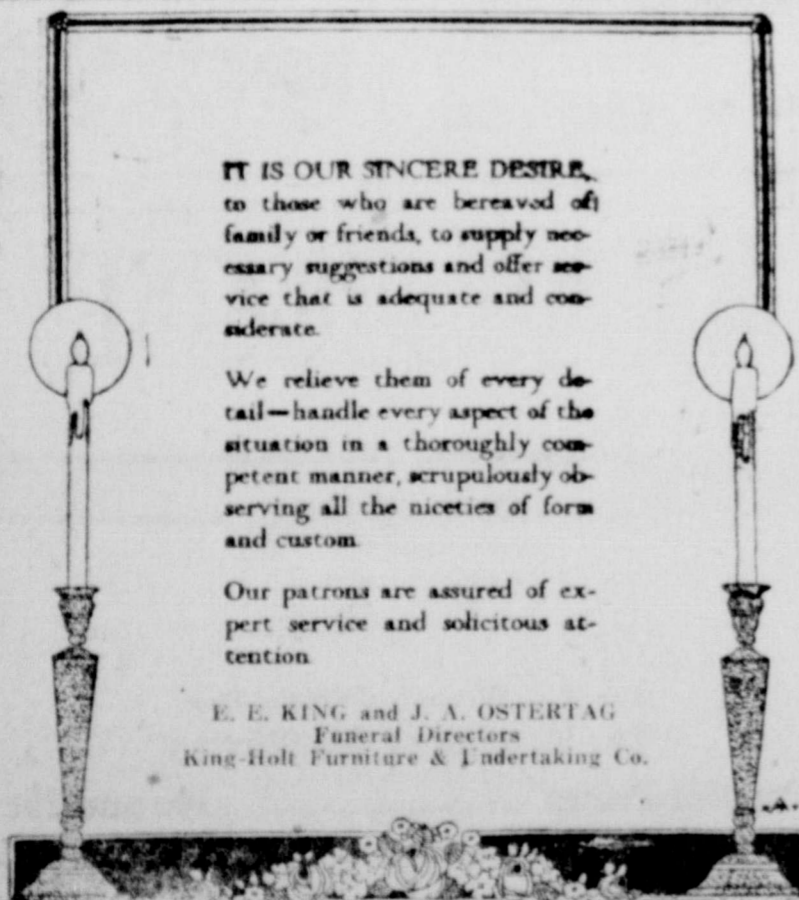 IT IS OUR SINCERE DESIRE,
to those who are bereaved of
family or friends, to supply nec-
essary suggestions and offer ser-
vice that is adequate and con-
siderate.
We relieve them of every de-
tail—handle every aspect of the
situation in a thoroughly com-
petent manner, scrupulously ob-
serving all the niceties of form
and custom.
Our patrons are assured of ex-
pert service and solicitous at-
tention.
E. E. KING and J. A. OSTERTAG
Funeral Directors
King-Holt Furniture & Undertaking Co.